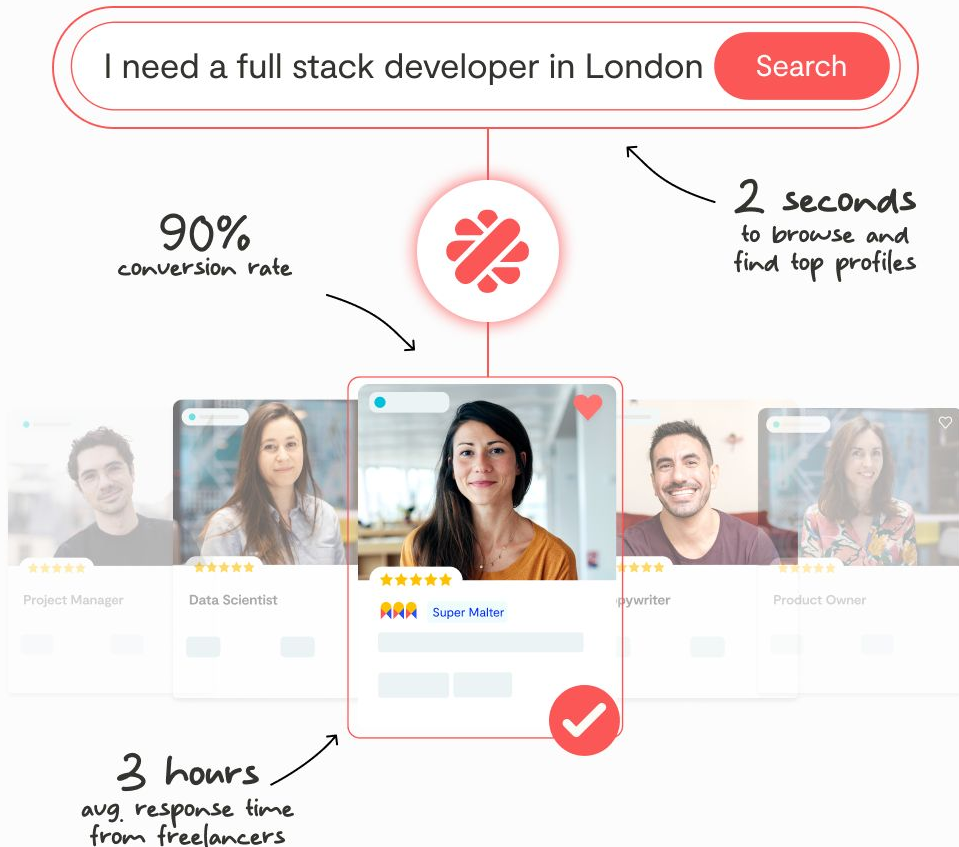 I need a full stack developer in London
Search
2 seconds
to browse and
find top profiles
90%
conversion rate
Project Manager
Data Scientist
Super Malter
pywriter
Product Owner
3 hours
avg. response time
from freelancers